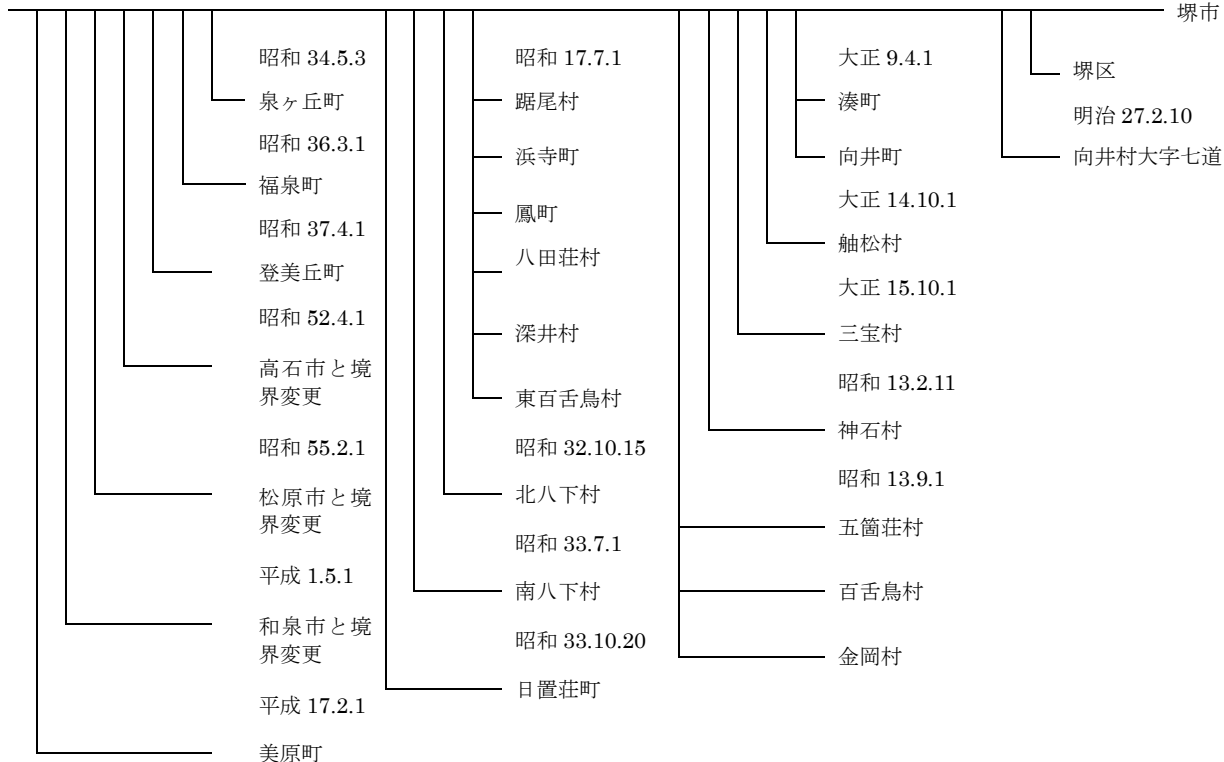 堺市
堺区
明治 27.2.10
向井村大字七道
大正 9.4.1
湊町
向井町
大正 14.10.1
舳松村
大正 15.10.1
三宝村
昭和 13.2.11
神石村
昭和 13.9.1
五箇荘村
百舌鳥村
金岡村
昭和 17.7.1
踞尾村
浜寺町
鳳町
八田荘村
深井村
東百舌鳥村
昭和 32.10.15
北八下村
昭和 33.7.1
南八下村
昭和 33.10.20
日置荘町
昭和 34.5.3
泉ヶ丘町
昭和 36.3.1
福泉町
昭和 37.4.1
登美丘町
昭和 52.4.1
高石市と境
界変更
昭和 55.2.1
松原市と境
界変更
平成 1.5.1
和泉市と境
界変更
平成 17.2.1
美原町